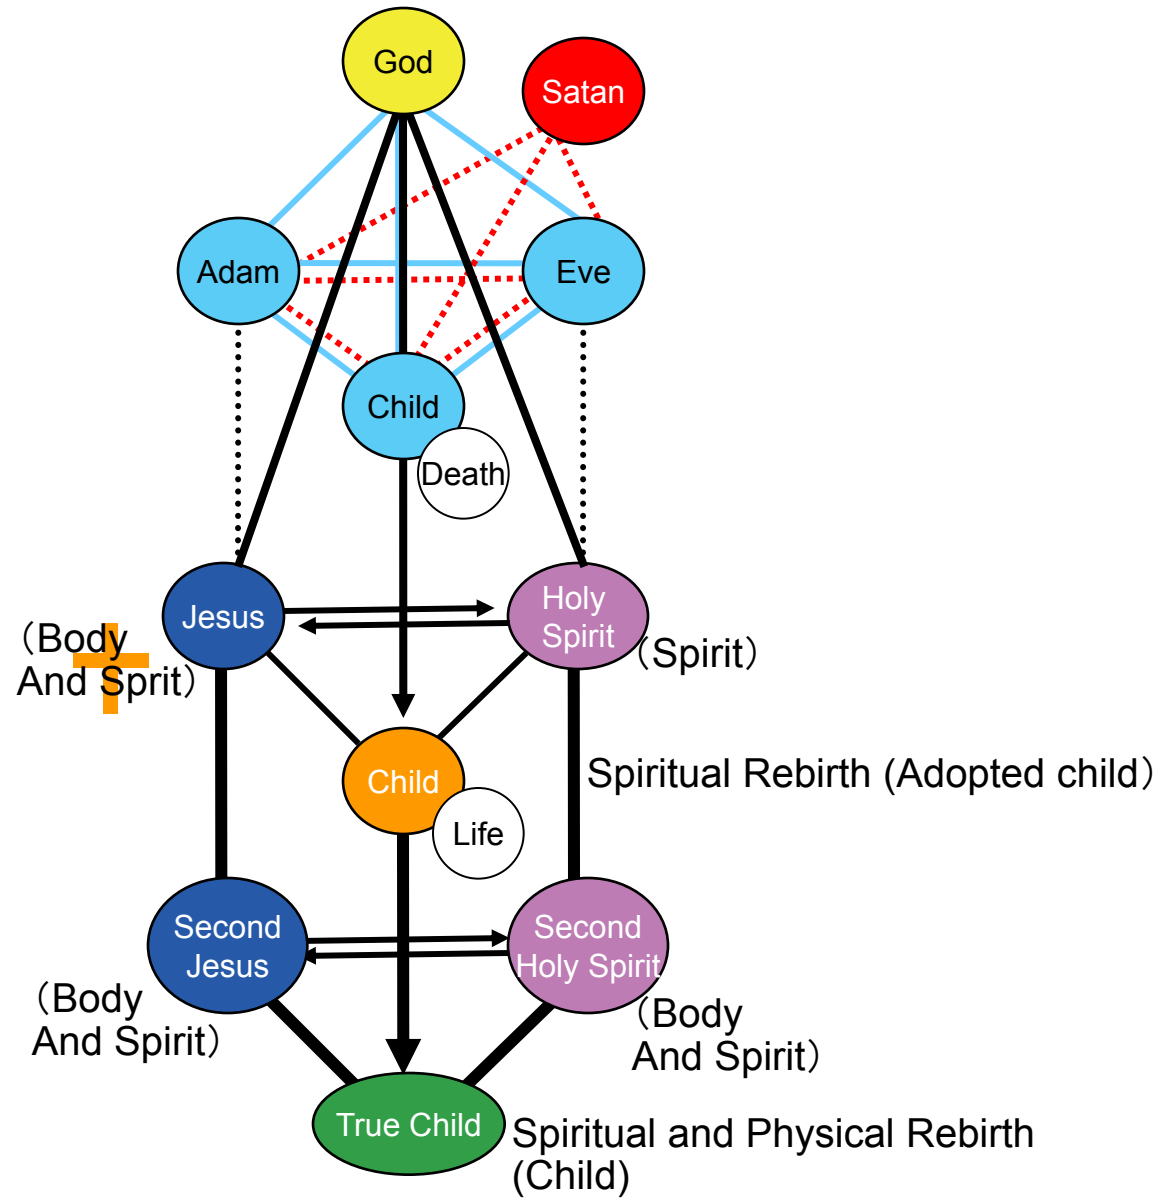 God
Satan
Adam
Eve
Child
Death
Jesus
Holy
Spirit
（Body
And Sprit）
（Spirit）
Child
Spiritual Rebirth (Adopted child）
Life
Second
Jesus
Second
Holy Spirit
（Body
And Spirit）
（Body
And Spirit）
True Child
Spiritual and Physical Rebirth
(Child)